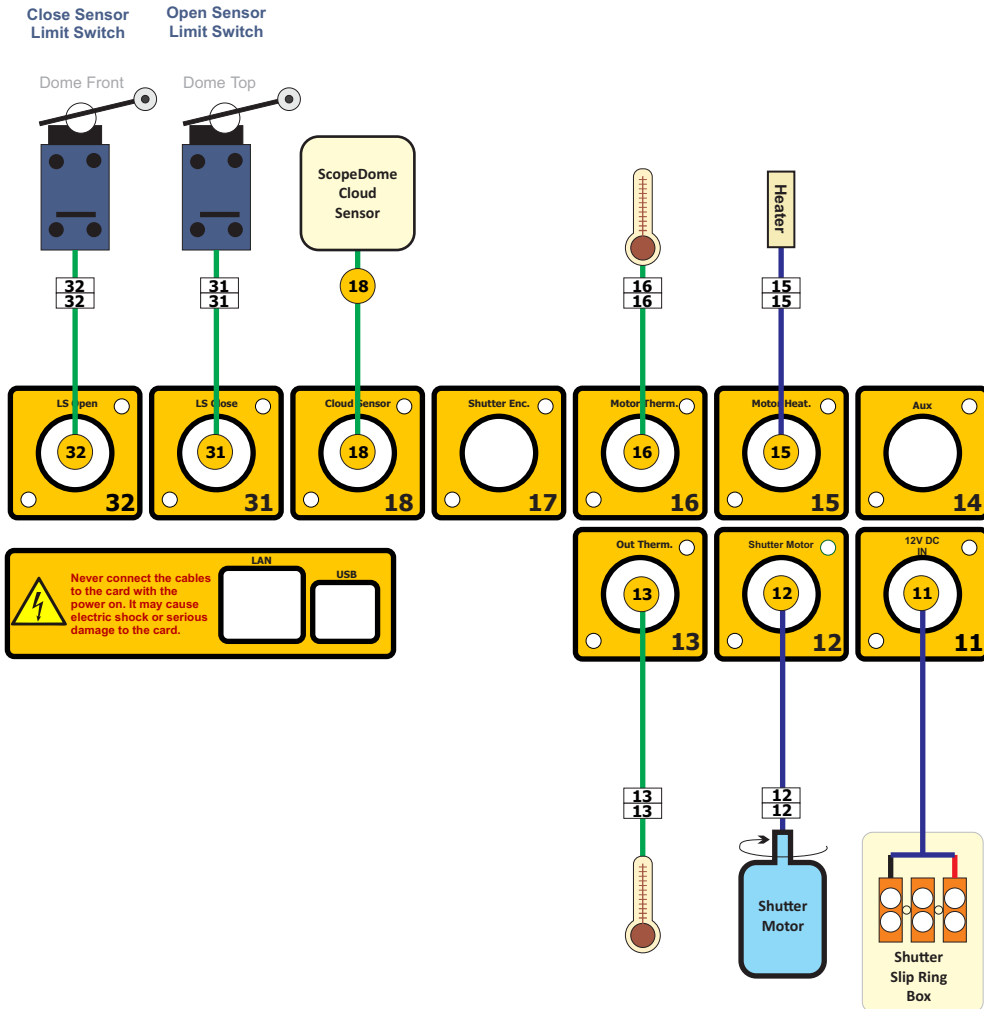 Close Sensor
Limit Switch
Open Sensor
Limit Switch
Dome Front
Dome Top
ScopeDome
Cloud
Sensor
Heater
32
32
31
31
18
16
16
15
15
LS Open
32
32
LS Close
31
31
Cloud Sensor
18
18
Shutter Enc.
17
Motor Therm.
16
16
Motor Heat.
15
15
Aux
14
Never connect the cables
to the card with the
power on. It may cause
electric shock or serious
damage to the card.
LAN
USB
Out Therm.
13
13
Shutter Motor
12
12
12V DC
IN
11
11
13
13
12
12
Shutter
Motor
Shutter
Slip Ring
Box